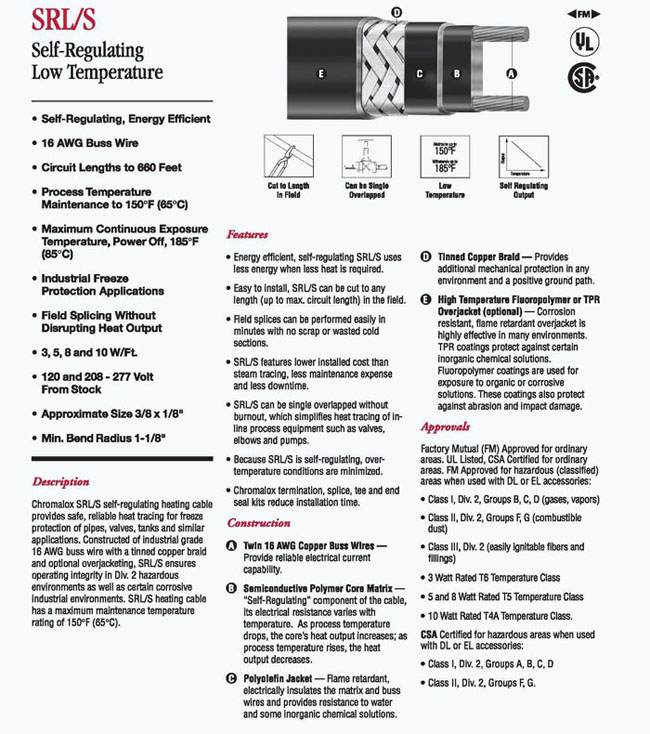 SRL/S
Self-Regulating
Low Temperature
• Self-Regulating, Energy Efficient
• 16 AWG Buss Wire
• Circuit Lengths to 660 Feet
• Process Temperature
Maintenance to 150°F (65°C)
• Maximum Continuous Exposure
Temperature, Power Off, 185°F
(85°C)
• Industrial Freeze
Protection Applications
• Field Splicing Without
Disrupting Heat Output
• 3, 5, 8 and 10 W/Ft.
• 120 and 208 - 277 Volt
From Stock
• Approximate Size 3/8 x 1/8"
• Min. Bend Radius 1-1/8"
Description
Chromalox SRL/S self-regulating heating cable
provides safe, reliable heat tracing for freeze
protection of pipes, valves, tanks and similar
applications. Constructed of industrial grade
16 AWG buss wire with a tinned copper braid
and optional overjacketing, SRL/S ensures
operating integrity in Div. 2 hazardous
environments as well as certain corrosive
industrial environments. SRL/S heating cable
has a maximum maintenance temperature
rating of 150°F (65°C).
D
E
C
B
A
FM
UL
CSA
150°F
185°F
Output
Temperature
Cut to Length
In Field
Can be Single
Overlapped
Low
Temperature
Self Regulating
Output
Features
• Energy efficient, self-regulating SRL/S uses
less energy when less heat is required.
• Easy to install, SRL/S can be cut to any
length (up to max. circuit length) in the field.
• Field splices can be performed easily in
minutes with no scrap or wasted cold
sections.
• SRL/S features lower installed cost than
steam tracing, less maintenance expense
and less downtime.
• SRL/S can be single overlapped without
burnout, which simplifies heat tracing of in-
line process equipment such as valves,
elbows and pumps.
• Because SRL/S is self-regulating, over-
temperature conditions are minimized.
• Chromalox termination, splice, tee and end
seal kits reduce installation time.
Construction
A Twin 16 AWG Copper Buss Wires —
Provide reliable electrical current
capability.
B Semiconductive Polymer Core Matrix —
"Self-Regulating" component of the cable,
its electrical resistance varies with
temperature. As process temperature
drops, the core's heat output increases; as
process temperature rises, the heat
output decreases.
C Polyolefin Jacket — Flame retardant,
electrically insulates the matrix and buss
wires and provides resistance to water
and some inorganic chemical solutions.
D Tinned Copper Braid — Provides
additional mechanical protection in any
environment and a positive ground path.
E High Temperature Fluoropolymer or TPR
Overjacket (optional) — Corrosion
resistant, flame retardant overjacket is
highly effective in many environments.
TPR coatings protect against certain
inorganic chemical solutions.
Fluoropolymer coatings are used for
exposure to organic or corrosive
solutions. These coatings also protect
against abrasion and impact damage.
Approvals
Factory Mutual (FM) Approved for ordinary
areas. UL Listed, CSA Certified for ordinary
areas. FM Approved for hazardous (classified)
areas when used with DL or EL accessories:
• Class I, Div. 2, Groups B, C, D (gases, vapors)
• Class II, Div. 2, Groups F, G (combustible
dust)
• Class III, Div. 2 (easily ignitable fibers and
fillings)
• 3 Watt Rated T6 Temperature Class
• 5 and 8 Watt Rated T5 Temperature Class
• 10 Watt Rated T4A Temperature Class.
CSA Certified for hazardous areas when used
with DL or EL accessories:
• Class I, Div. 2, Groups A, B, C, D
• Class II, Div. 2, Groups F, G.